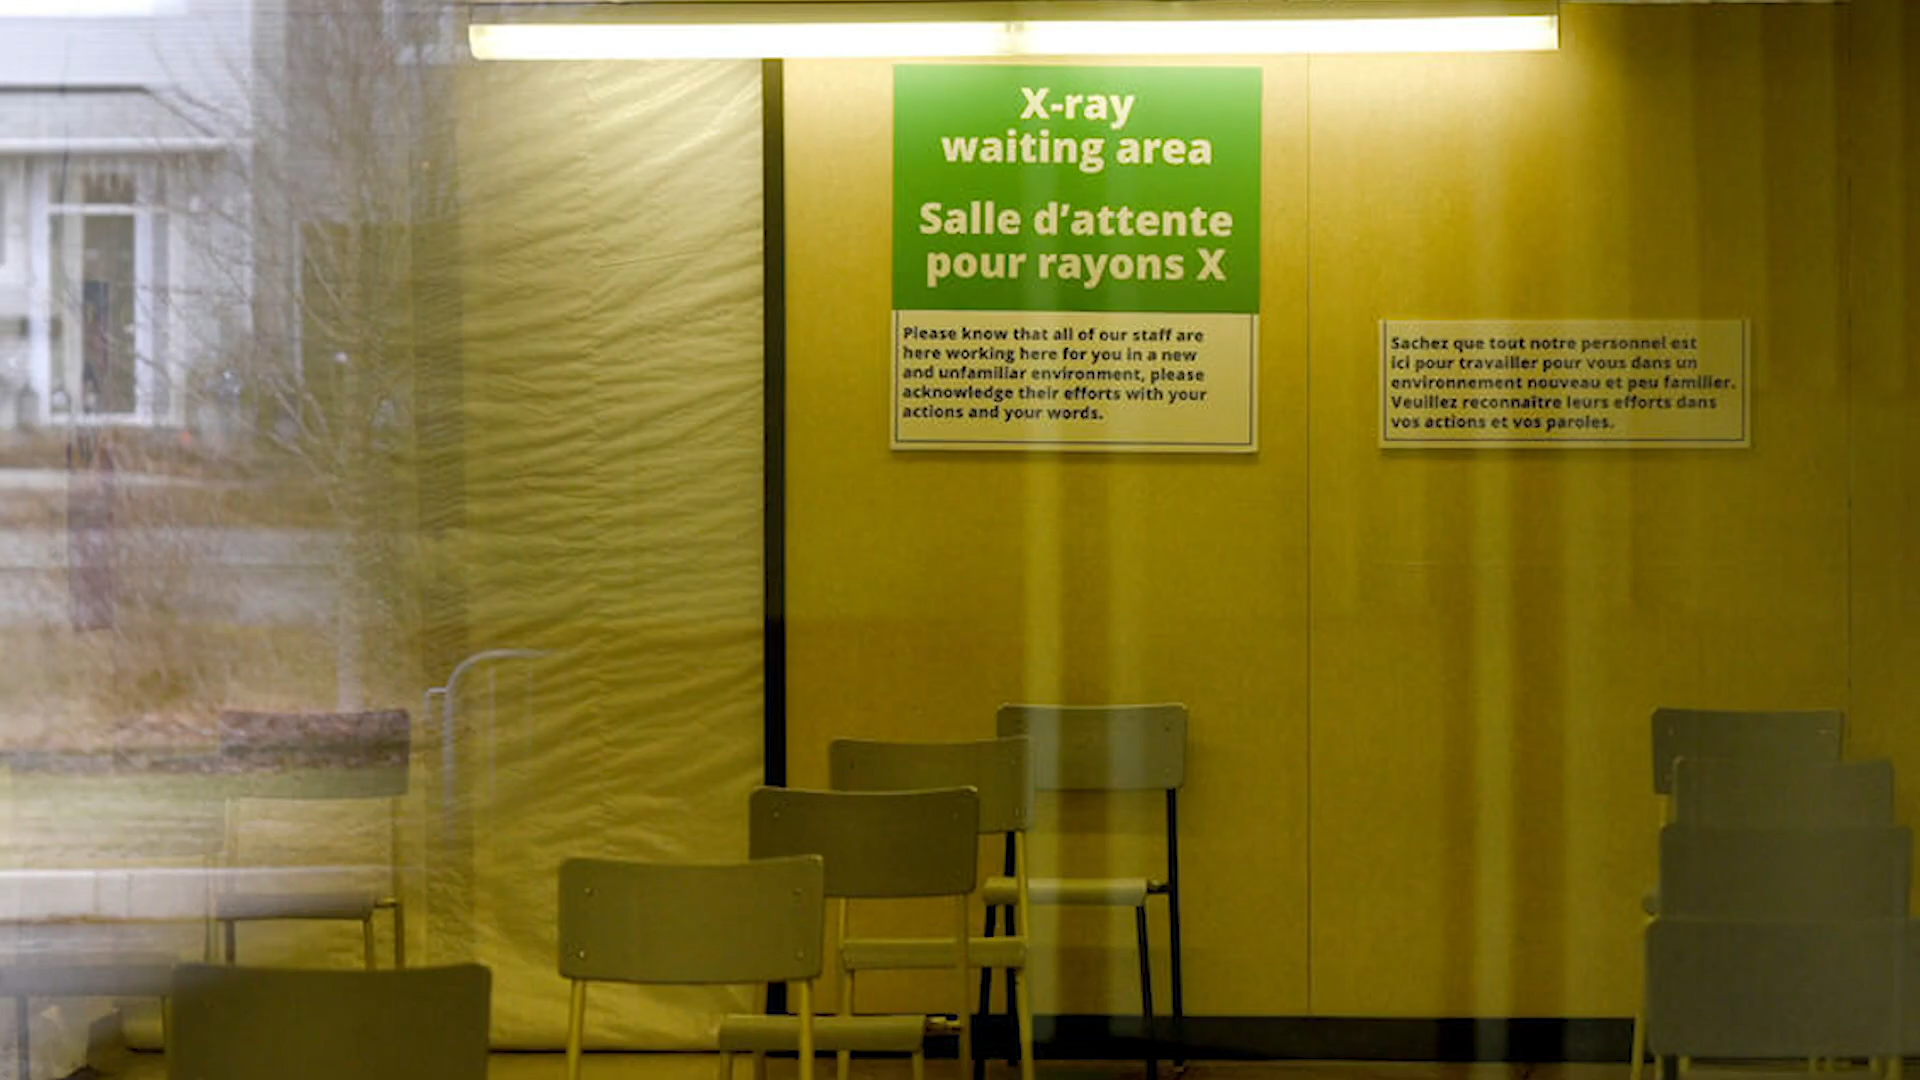 X-ray
waiting area
Salle d'attente
pour rayons X
Please know that all of our staff are
here working here for you in a new
and unfamiliar environment, please
acknowledge their efforts with your
actions and your words.
Sachez que tout notre personnel est
ici pour travailler pour vous dans un
environnement nouveau et peu familier.
Veuillez reconnaître leurs efforts dans
vos actions et vos paroles.